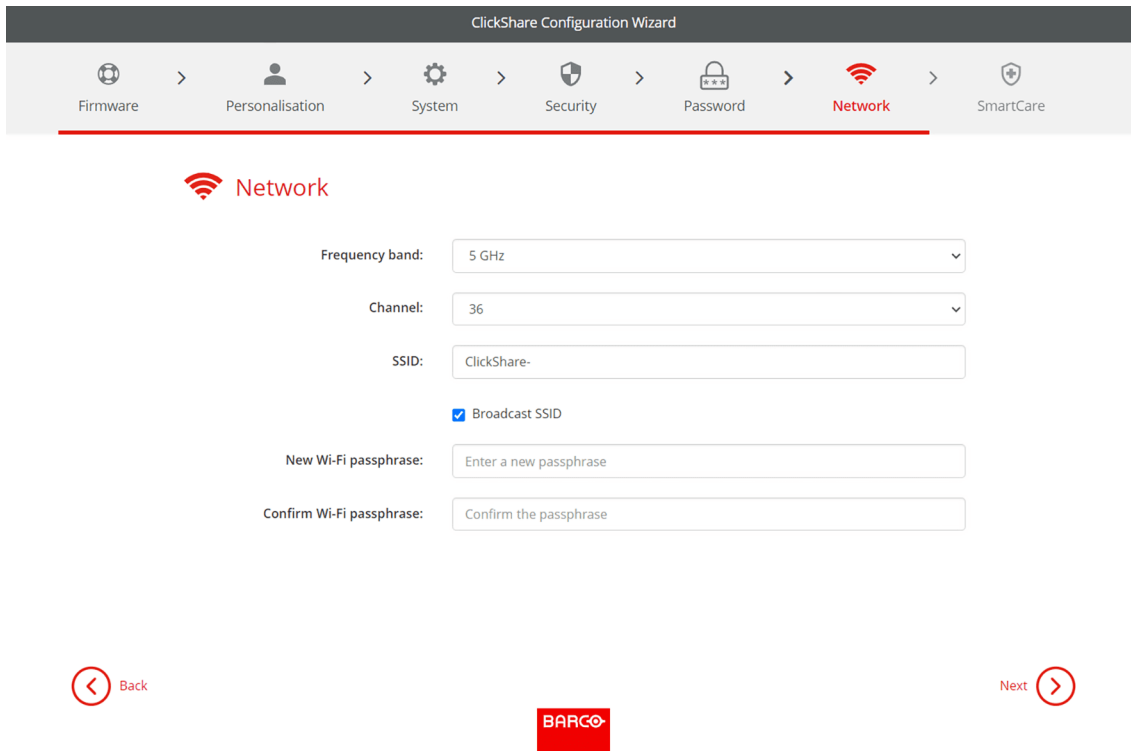 ClickShare Configuration Wizard
Firmware Personalisation System Security Password Network SmartCare
Network
Frequency band: 5 GHz
Channel: 36
SSID: ClickShare-
Broadcast SSID
New Wi-Fi passphrase: Enter a new passphrase
Confirm Wi-Fi passphrase: Confirm the passphrase
Back Next
BARCO